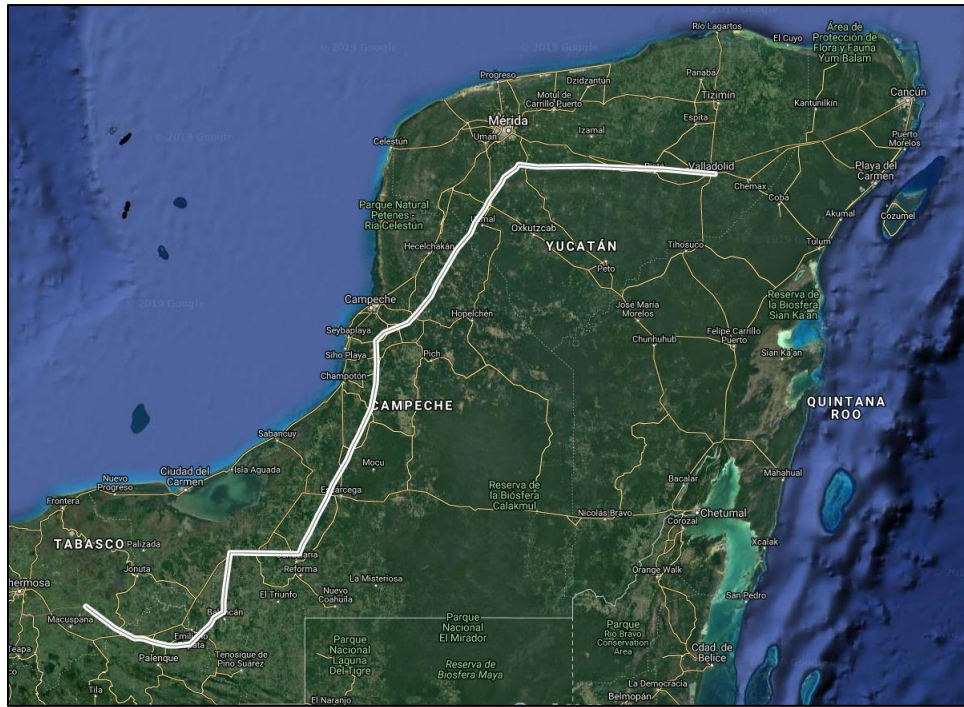 Río Lagartos
El Cuyo
Área de
Protección de
Flora y Fauna
Yum Balam
© 2019 Google
© 2019 Google
Progreso
Dzidzantún
Panabá
Motul de
Carrillo Puerto
Tizimín
Kantunilkín
Cancún
Mérida
Espita
Umán
Izamal
Celestún
Puerto
Morelos
© 2019 Google
Valladolid
Playa del
Carmen
Chemax
Cobá
Parque Natural
Petenes -
Ría Celestún
Akumal
Cozumel
Oxkutzcab
YUCATÁN
Tihosuco
Tulum
Hecelchakán
Peto
2019 Google
Campeche
Reserva de
la Biosfera
Sian Ka'an
José María
Morelos
Hopelchén
Seybaplaya
Felipe Carrillo
Puerto
Siho Playa
Pich
Chunhuhub
Sian Ka'an
Champotón
CAMPECHE
QUINTANA
ROO
Sabancuy
Mocu
Ciudad del
Carmen
Isla Aguada
Mahahual
Nuevo
Progreso
Bacalar
Frontera
Reserva de
la Biósfera
Calakmul
Nicolás Bravo
Chetumal
Corozal
TABASCO
Palizada
Xcalak
Jonuta
Reforma
Orange Walk
La Misteriosa
hermosa
El Triunfo
Nuevo
Coahuila
San Pedro
Macuspana
Parque
Nacional
El Mirador
Parque
Rio Bravo
Conservation
Area
Parque
Nacional
Laguna
Del Tigre
Teapa
Palenque
Tenosique de
Pino Suárez
Cdad. de
Belice
Reserva de
Biosfera Maya
co
Tila
La Democracia
El Naranjo
Belmopán